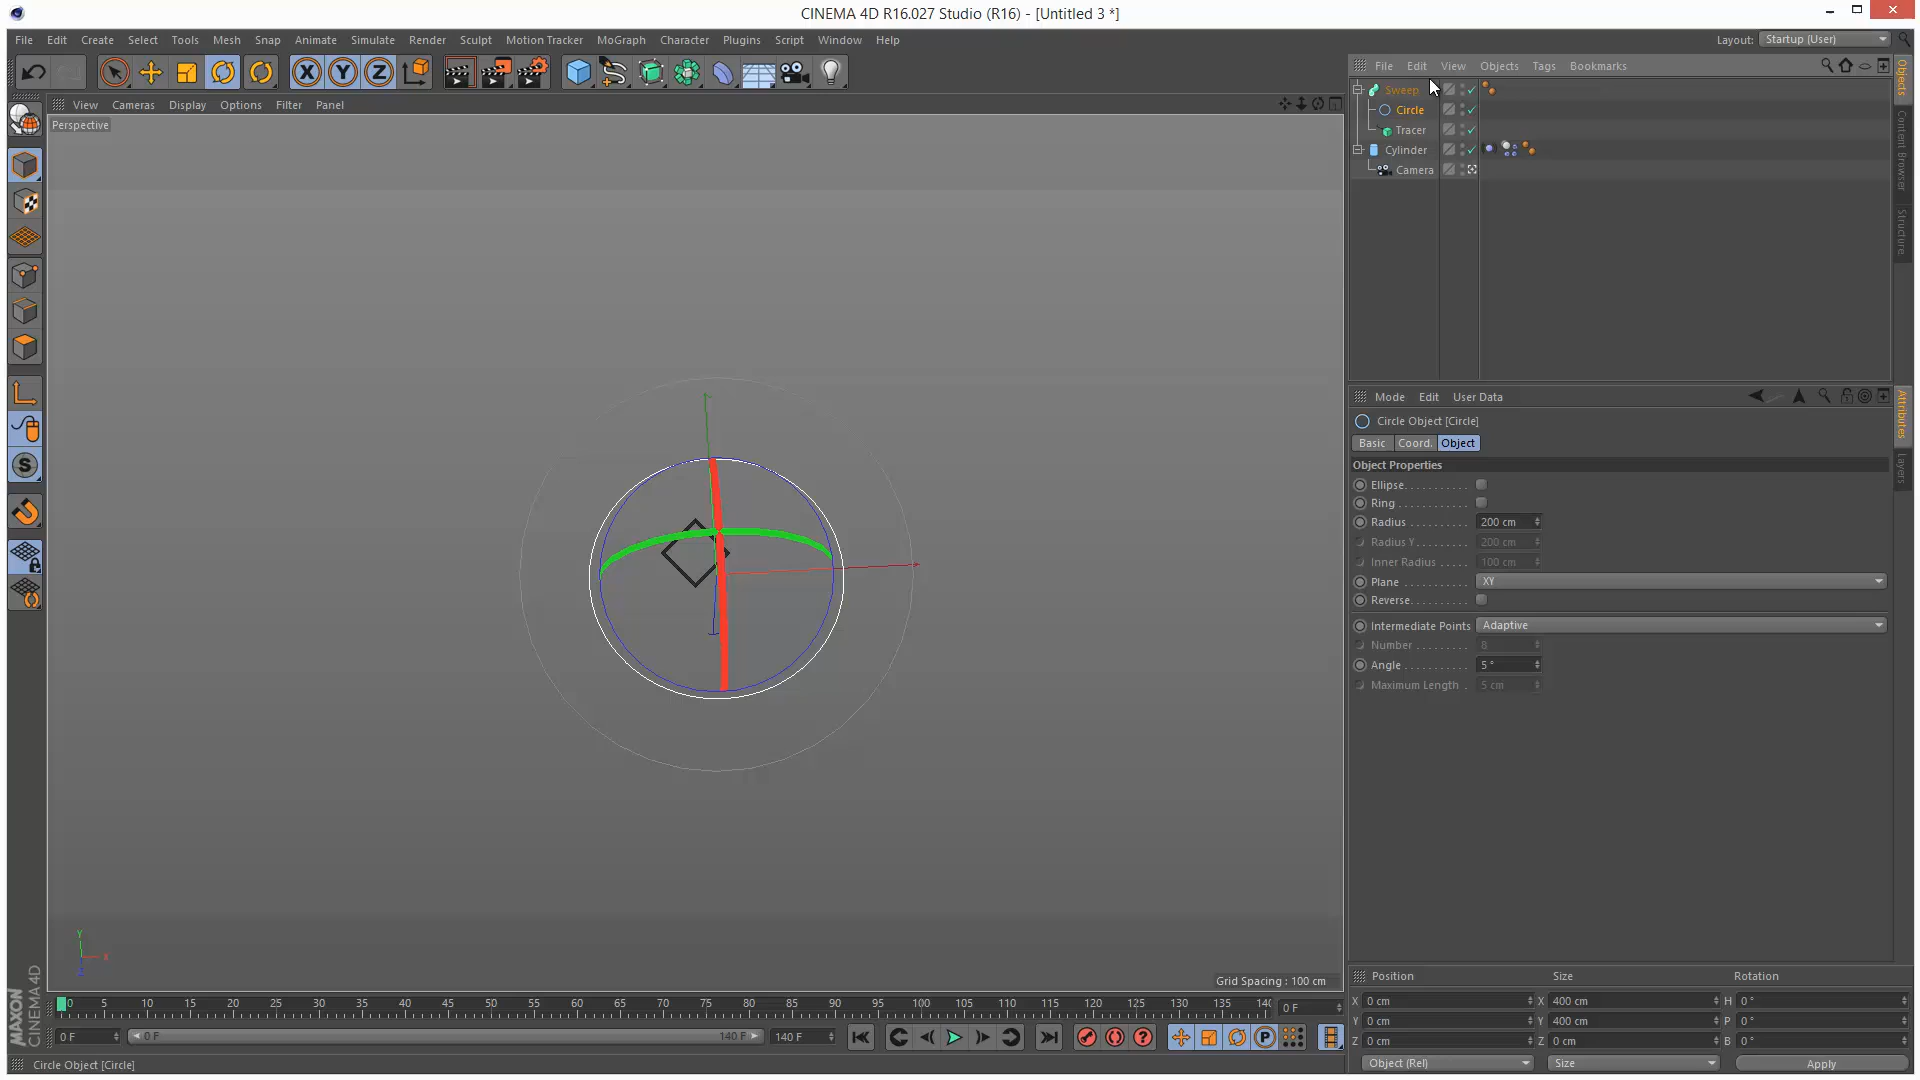 CINEMA 4D R16.027 Studio (R16) - [Untitled 3 *]
File Edit Create Select Tools Mesh Snap Animate Simulate Render Sculpt Motion Tracker MoGraph Character Plugins Script Window Help
Layout: Startup (User)
X Y Z
File Edit View Objects Tags Bookmarks
Sweep
Circle
Tracer
Cylinder
Camera
Objects
Content Browser
Structure
View Cameras Display Options Filter Panel
Perspective
Mode Edit User Data
Circle Object [Circle]
Basic Coord. Object
Object Properties
Ellipse. . . . . . . . . . .
Ring . . . . . . . . . . . .
Radius . . . . . . . . . . 200 cm
Radius Y . . . . . . . . 200 cm
Inner Radius . . . . . 100 cm
Plane . . . . . . . . . . . XY
Reverse. . . . . . . . . .
Intermediate Points Adaptive
Number . . . . . . . . . 8
Angle . . . . . . . . . . . 5 °
Maximum Length . 5 cm
Attributes
Layers
S
Y
X
Z
Grid Spacing : 100 cm
0 5 10 15 20 25 30 35 40 45 50 55 60 65 70 75 80 85 90 95 100 105 110 115 120 125 130 135 140
0 F
0 F 0 F 140 F 140 F
P
Position Size Rotation
X 0 cm X 400 cm H 0 °
Y 0 cm Y 400 cm P 0 °
Z 0 cm Z 0 cm B 0 °
Object (Rel) Size Apply
MAXON
CINEMA 4D
Circle Object [Circle]